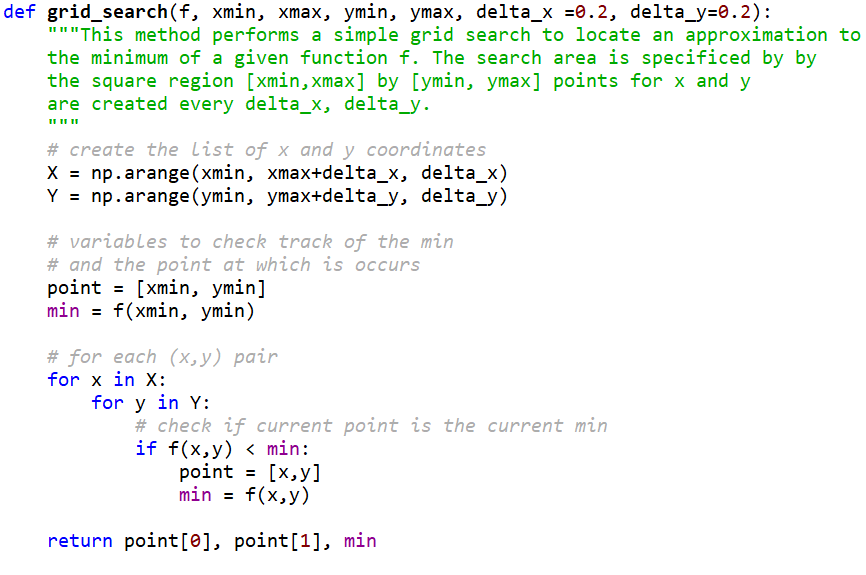 def grid_search(f, xmin, xmax, ymin, ymax, delta_x =0.2, delta_y=0.2):
    """This method performs a simple grid search to locate an approximation to
    the minimum of a given function f. The search area is specificed by by
    the square region [xmin,xmax] by [ymin, ymax] points for x and y
    are created every delta_x, delta_y.
    """
    # create the list of x and y coordinates
    X = np.arange(xmin, xmax+delta_x, delta_x)
    Y = np.arange(ymin, ymax+delta_y, delta_y)

    # variables to check track of the min
    # and the point at which is occurs
    point = [xmin, ymin]
    min = f(xmin, ymin)

    # for each (x,y) pair
    for x in X:
        for y in Y:
            # check if current point is the current min
            if f(x,y) < min:
                point = [x,y]
                min = f(x,y)

    return point[0], point[1], min